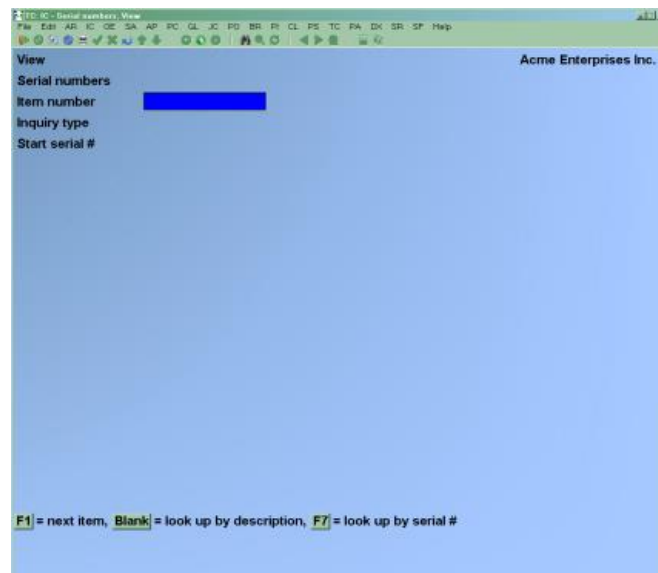 IC - Serial numbers, View
File Edit AR IC OE SA AP PC GL JC PO BR PI CL PS TC PA DX SR SF Help
View
Acme Enterprises Inc.
Serial numbers
Item number
Inquiry type
Start serial #
F1 = next item, Blank = look up by description, F7 = look up by serial #